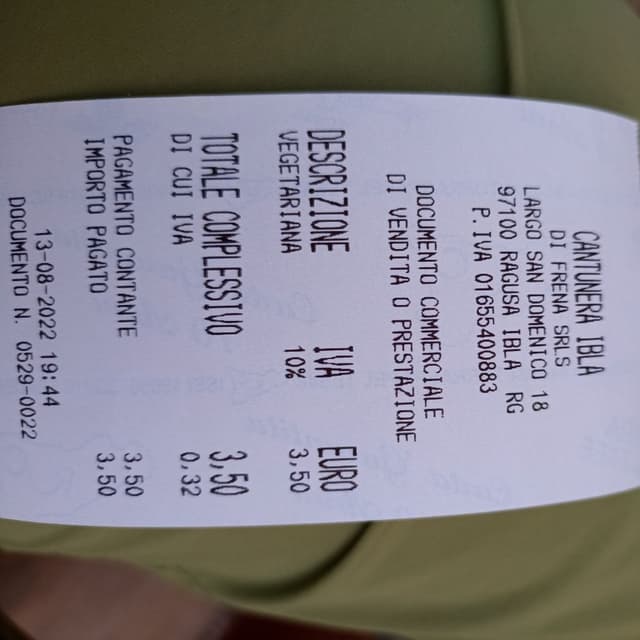 CANTUNERA IBLA
DI FRENA SRLS
LARGO SAN DOMENICO 18
97100 RAGUSA IBLA RG
P.IVA 01655400883
DOCUMENTO COMMERCIALE
DI VENDITA O PRESTAZIONE
DESCRIZIONE IVA EURO
VEGETARIANA 10% 3,50
TOTALE COMPLESSIVO 3,50
DI CUI IVA 0,32
PAGAMENTO CONTANTE 3,50
IMPORTO PAGATO 3,50
13-08-2022 19:44
DOCUMENTO N. 0529-0022